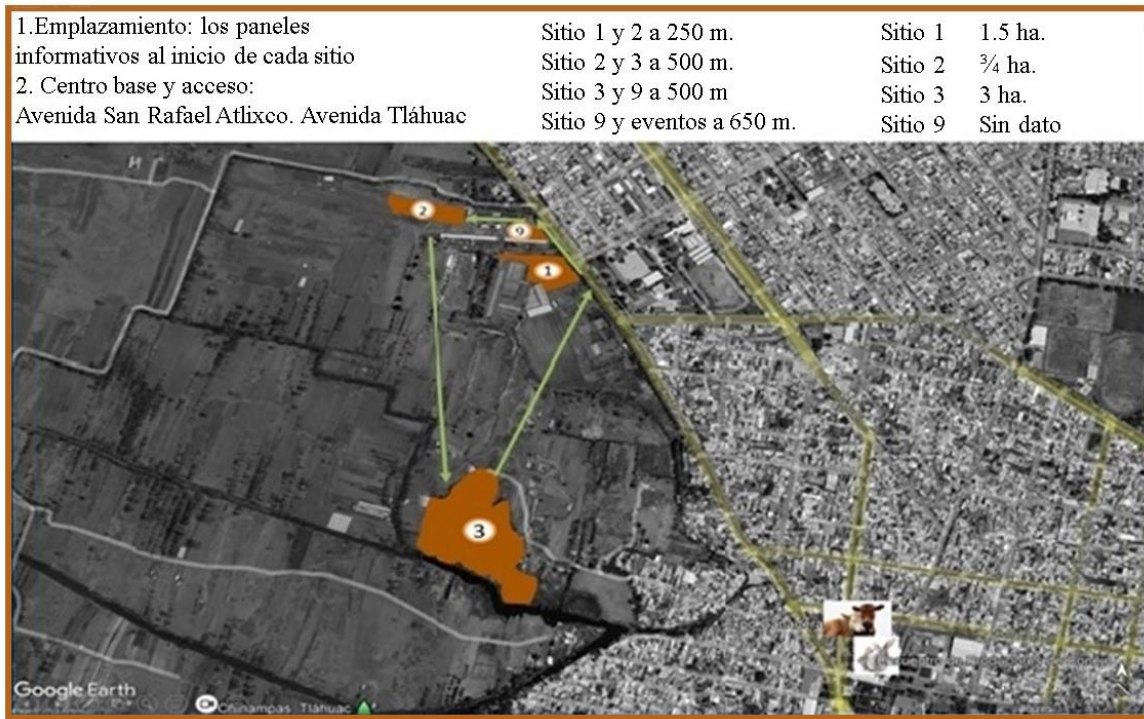 1.Emplazamiento: los paneles
informativos al inicio de cada sitio
2. Centro base y acceso:
Avenida San Rafael Atlixco. Avenida Tláhuac
Sitio 1 y 2 a 250 m.
Sitio 2 y 3 a 500 m.
Sitio 3 y 9 a 500 m
Sitio 9 y eventos a 650 m.
Sitio 1 1.5 ha.
Sitio 2 ¾ ha.
Sitio 3 3 ha.
Sitio 9 Sin dato
2
9
1
3
Google Earth
Chinampas Tláhuac